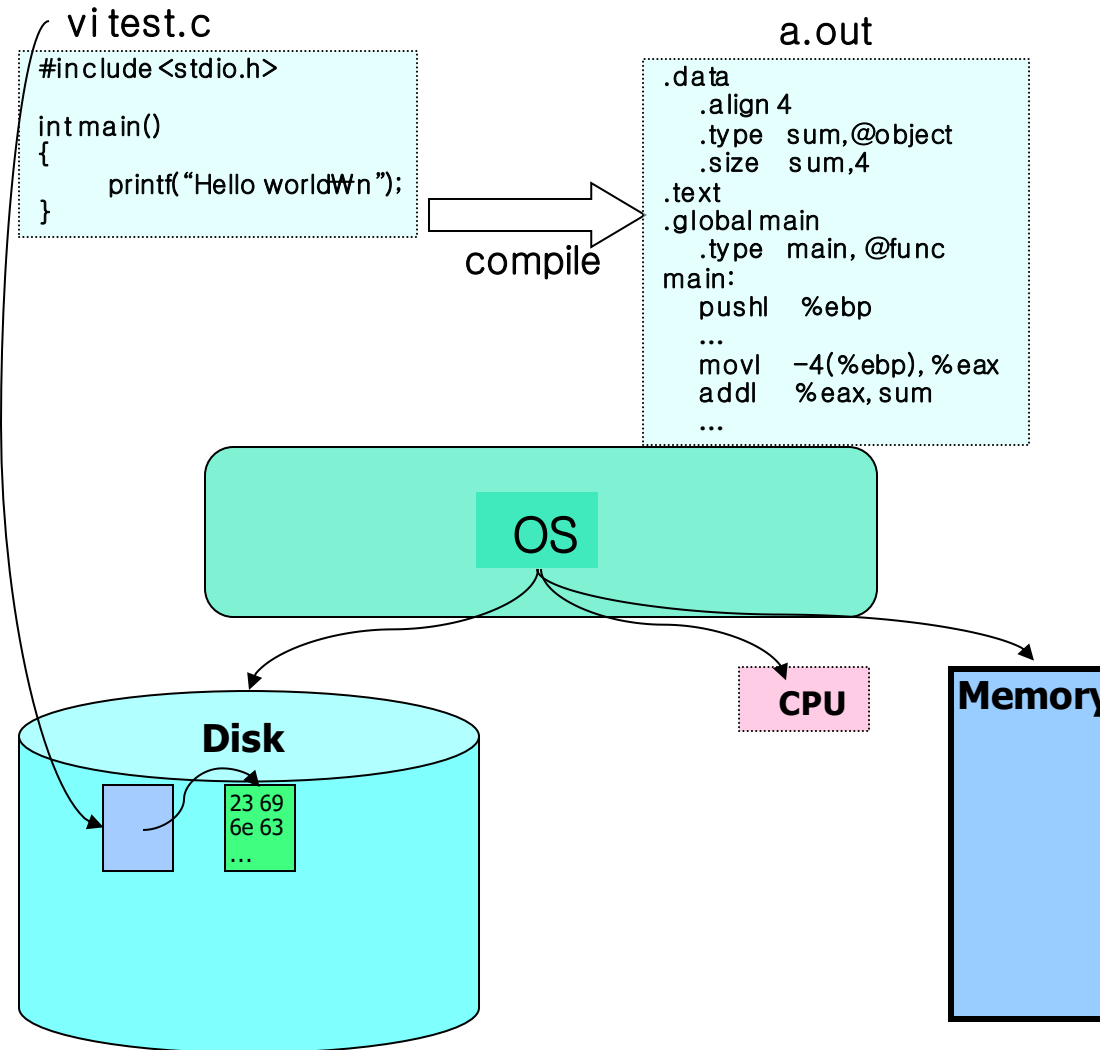 vi test.c
#include <stdio.h>
int main()
{
printf(“Hello world₩n”);
}
compile
a.out
.data
.align 4
.type sum,@object
.size sum,4
.text
.global main
.type main, @func
main:
pushl %ebp
...
movl -4(%ebp), %eax
addl %eax, sum
...
OS
Disk
23 69
6e 63
...
CPU
Memory